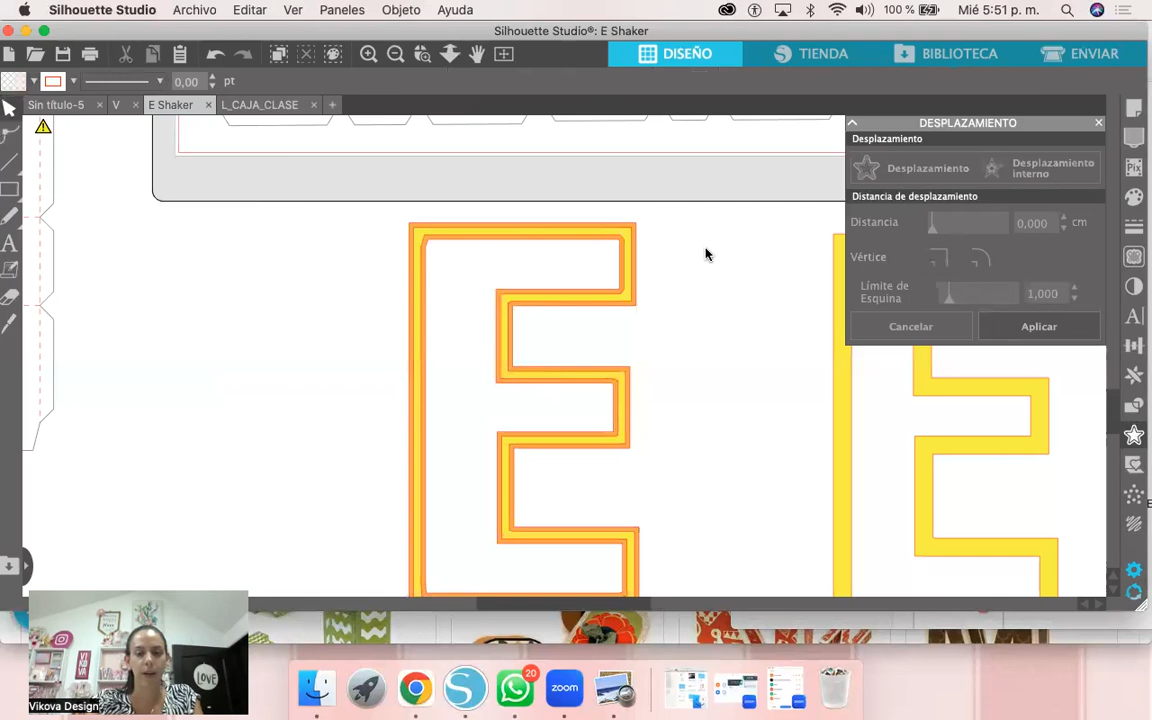 Silhouette Studio Archivo Editar Ver Paneles Objeto Ayuda 100 % Mié 5:51 p. m.
Silhouette Studio®: E Shaker
DISEÑO TIENDA BIBLIOTECA ENVIAR
0,00 pt
Sin título-5 V E Shaker L_CAJA_CLASE
DESPLAZAMIENTO
Desplazamiento
Desplazamiento Desplazamiento
interno
Distancia de desplazamiento
Distancia 0,000 cm
Vértice
Límite de
Esquina 1,000
Cancelar Aplicar
E
LOVE
Vikova Design
20
zoom